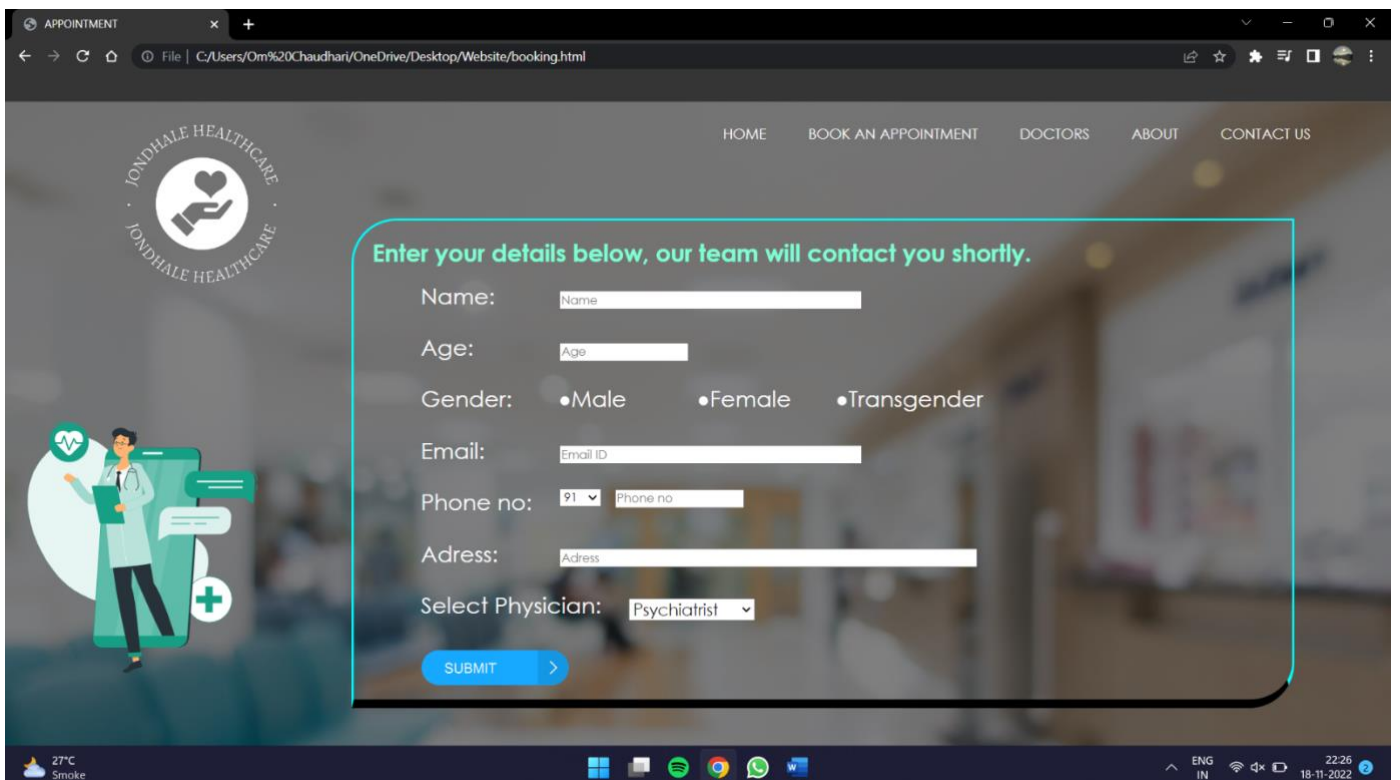 APPOINTMENT
File | C:/Users/Om%20Chaudhari/OneDrive/Desktop/Website/booking.html
JONDHALE HEALTHCARE
JONDHALE HEALTHCARE
HOME BOOK AN APPOINTMENT DOCTORS ABOUT CONTACT US
Enter your details below, our team will contact you shortly.
Name: Name
Age: Age
Gender: ●Male ●Female ●Transgender
Email: Email ID
Phone no: 91 Phone no
Adress: Adress
Select Physician: Psychiatrist
SUBMIT
27°C
Smoke
ENG
IN
22:26
18-11-2022
2